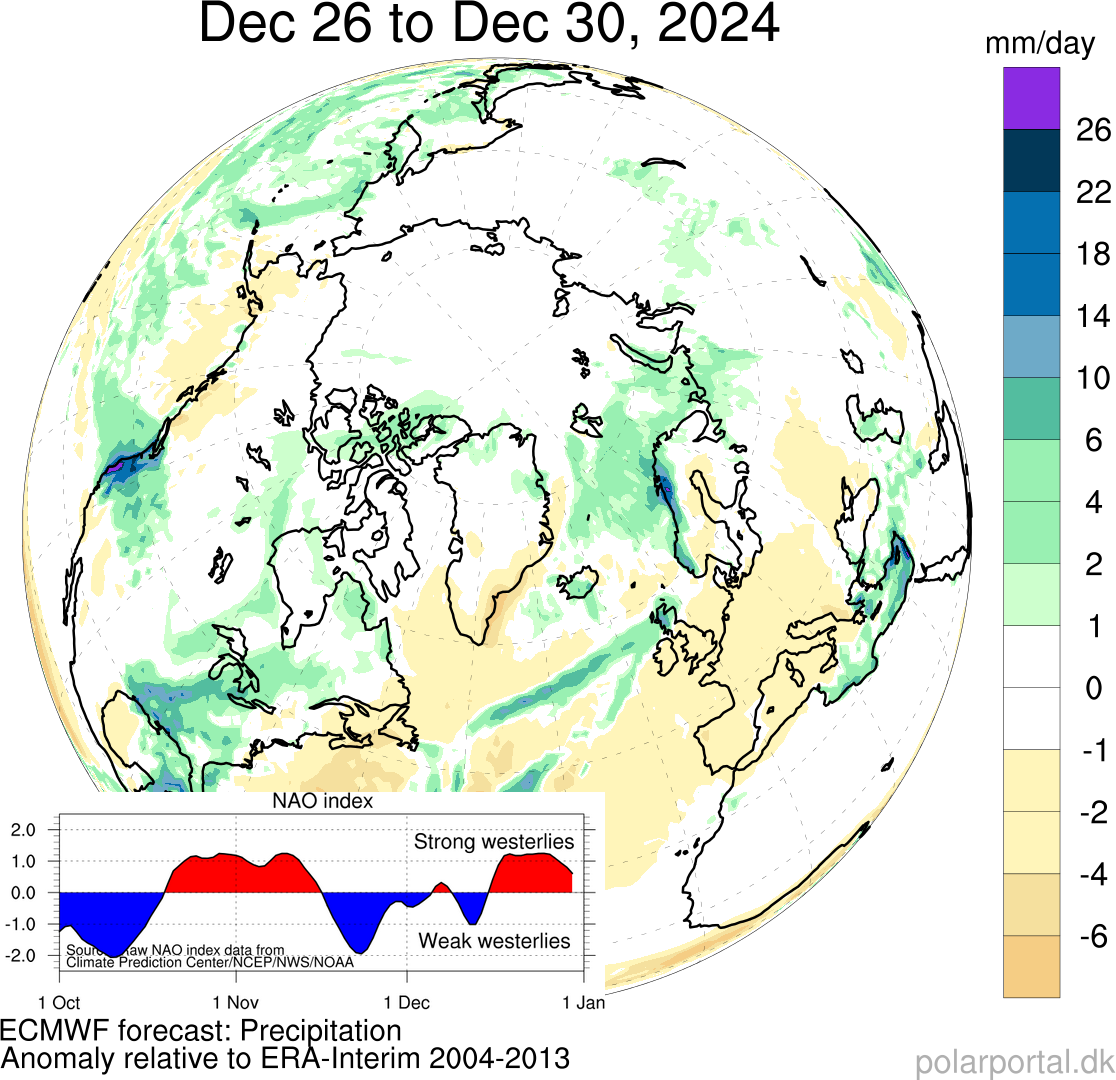 Dec 26 to Dec 30, 2024
mm/day
26
22
18
14
10
6
4
2
1
0
-1
-2
-4
-6
NAO index
2.0
1.0
0.0
-1.0
-2.0
Strong westerlies
Weak westerlies
NAO index data from
Climate Prediction Center/NCEP/NWS/NOAA
1 Oct
1 Nov
1 Dec
1 Jan
ECMWF forecast: Precipitation
Anomaly relative to ERA-Interim 2004-2013
polarportal.dk